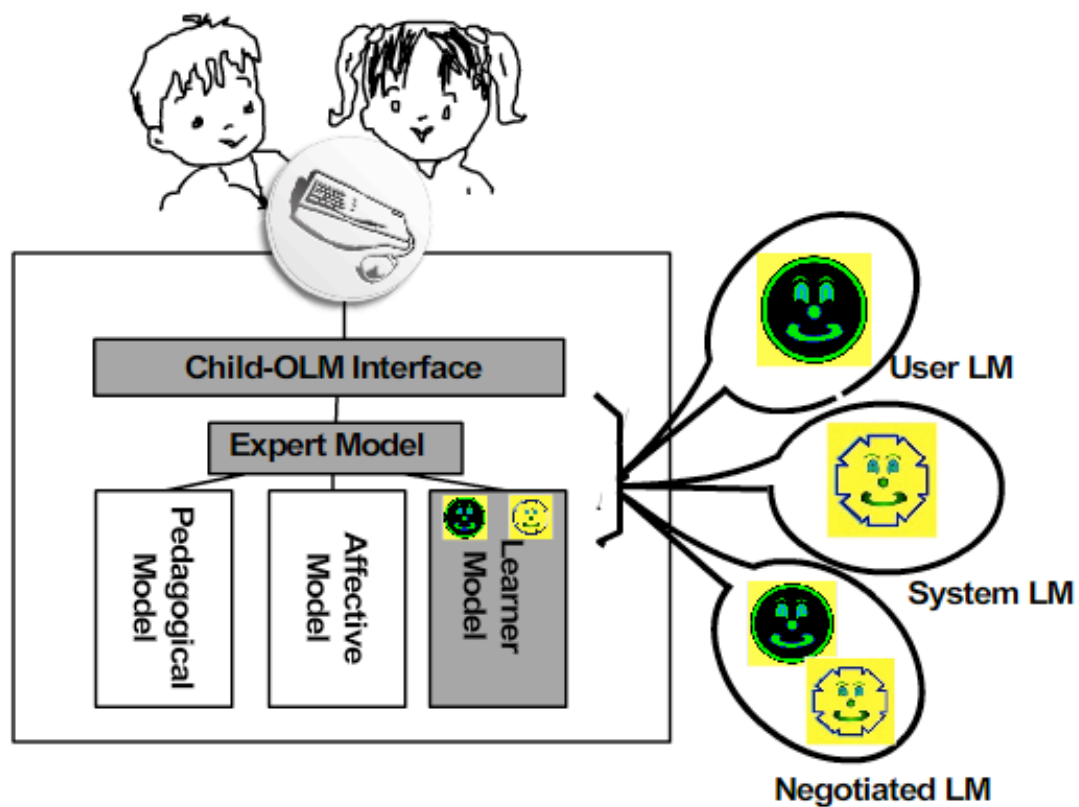 Child-OLM Interface
Expert Model
Pedagogical
Model
Affective
Model
Learner
Model
User LM
System LM
Negotiated LM